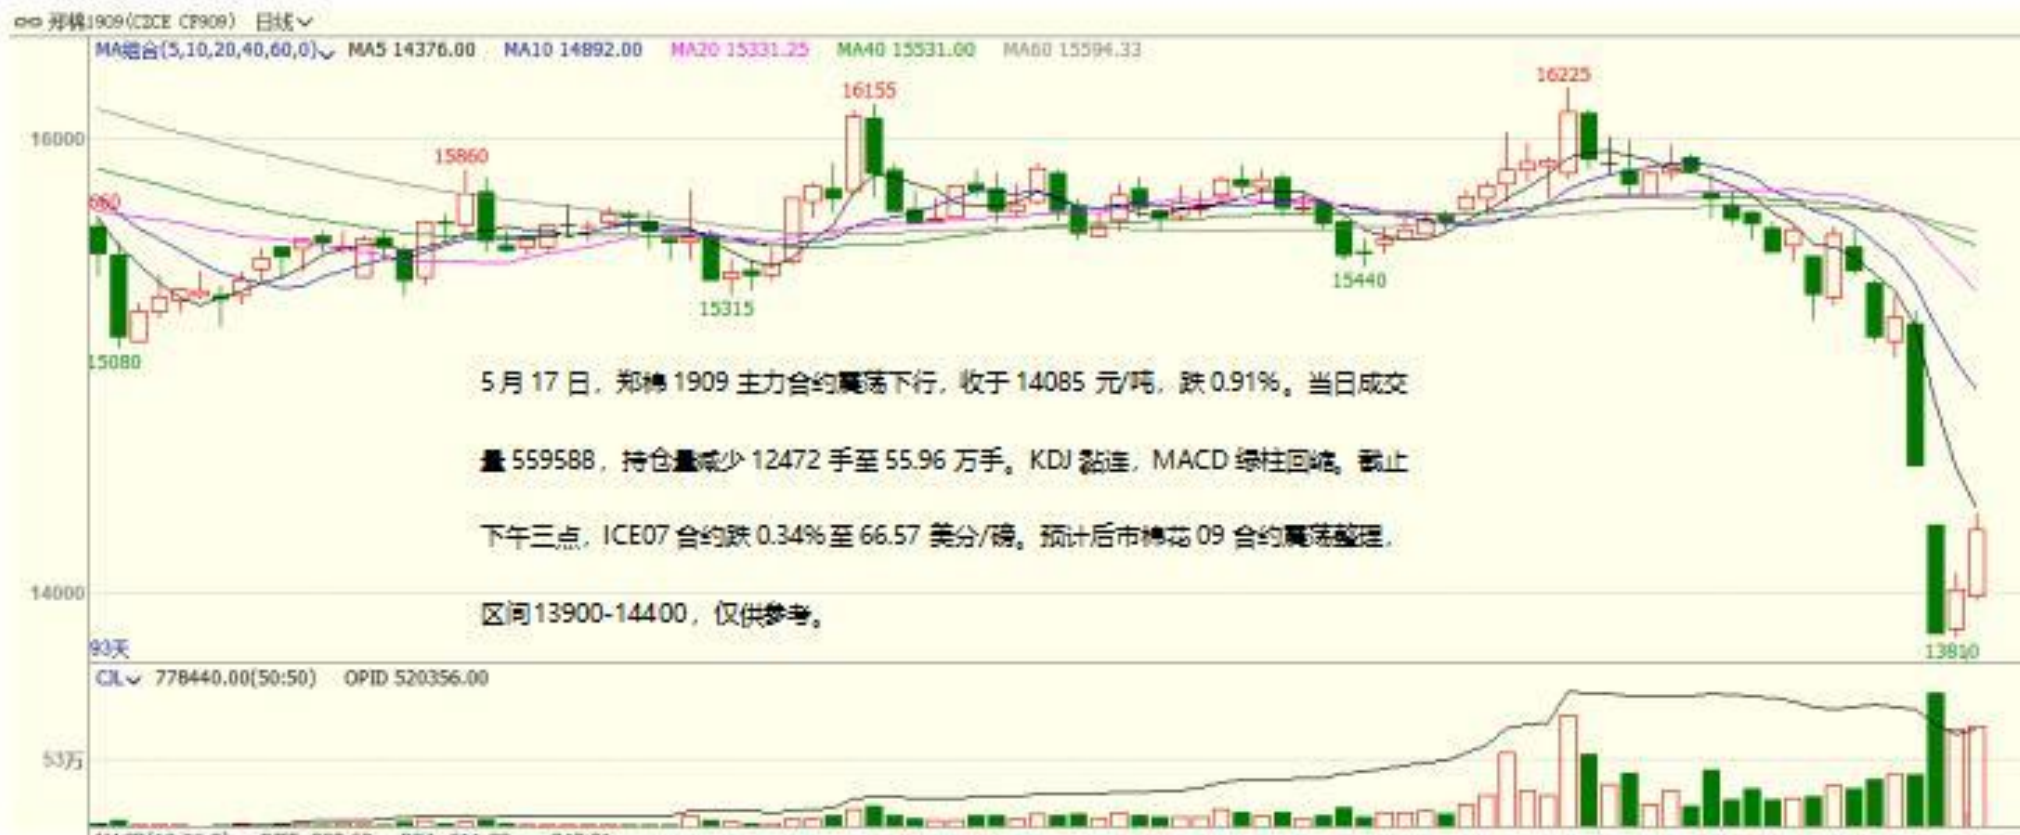 郑棉1909(CZCE CF909) 日线
MA组合(5,10,20,40,60,0) MA5 14376.00 MA10 14892.00 MA20 15331.25 MA40 15531.00 MA60 15594.33
16225
16155
16000
15860
660
15440
15315
15080
5月17日，郑棉1909主力合约震荡下行，收于14085元/吨，跌0.91%。当日成交
量559588，持仓量减少12472手至55.96万手。KDJ黏连，MACD绿柱回缩。截止
下午三点，ICE07合约跌0.34%至66.57美分/磅。预计后市棉花09合约震荡整理，
区间13900-14400，仅供参考。
14000
93天
13810
CJL 778440.00(50:50) OPID 520356.00
53万